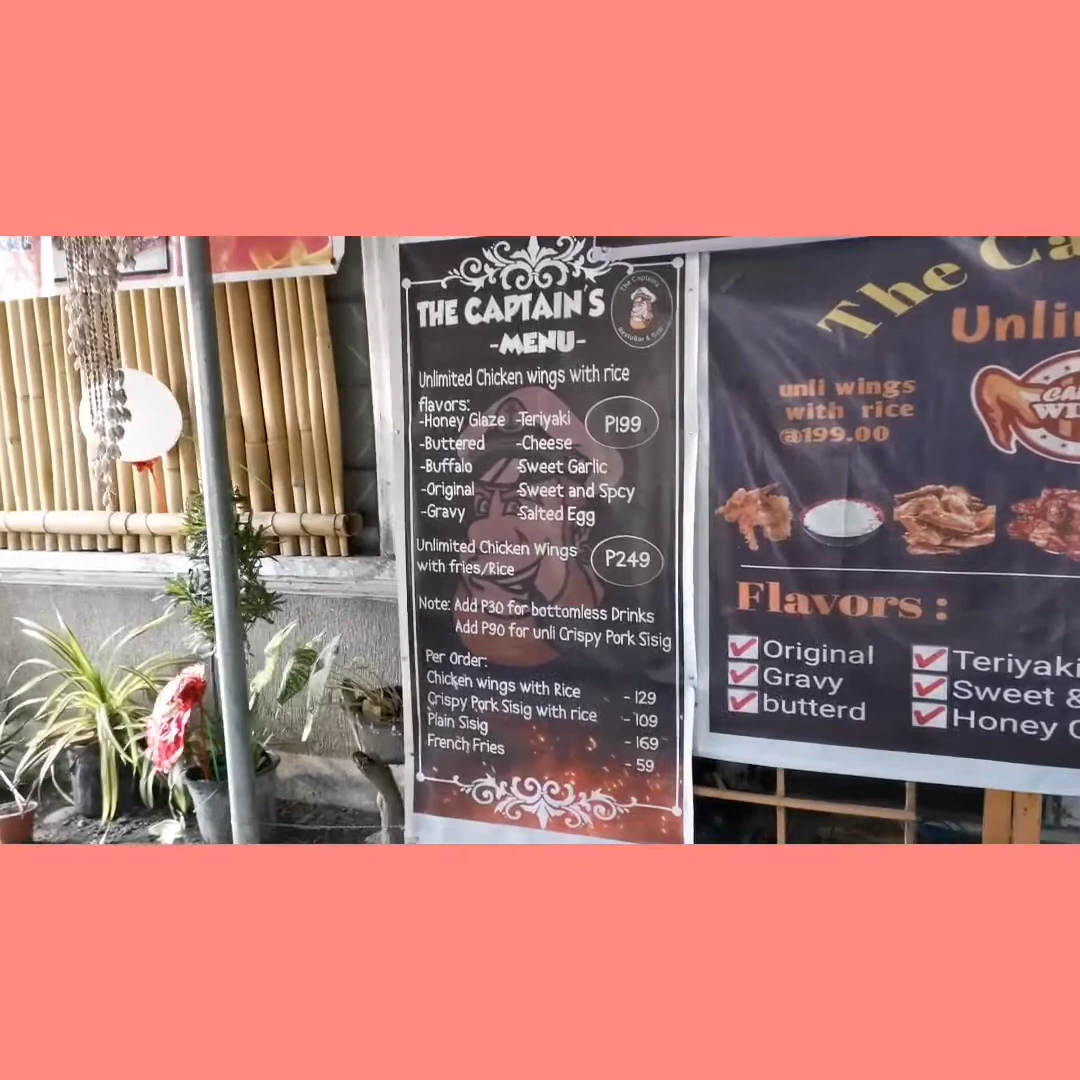 THE CAPTAIN'S
-MENU-
The Captains
RestoBar & Grill
Unlimited Chicken wings with rice
flavors:
-Honey Glaze -Teriyaki P199
-Buttered -Cheese
-Buffalo -Sweet Garlic
-Original -Sweet and Spcy
-Gravy -Salted Egg
Unlimited Chicken Wings
with fries/Rice P249
Note: Add P30 for bottomless Drinks
Add P90 for unli Crispy Pork Sisig
Per Order:
Chicken wings with Rice - 129
Crispy Pork Sisig with rice - 109
Plain Sisig - 169
French Fries - 59
The Ca
Unli
unli wings
with rice
@199.00
Flavors :
Original
Gravy
butterd
Teriyaki
Sweet &
Honey